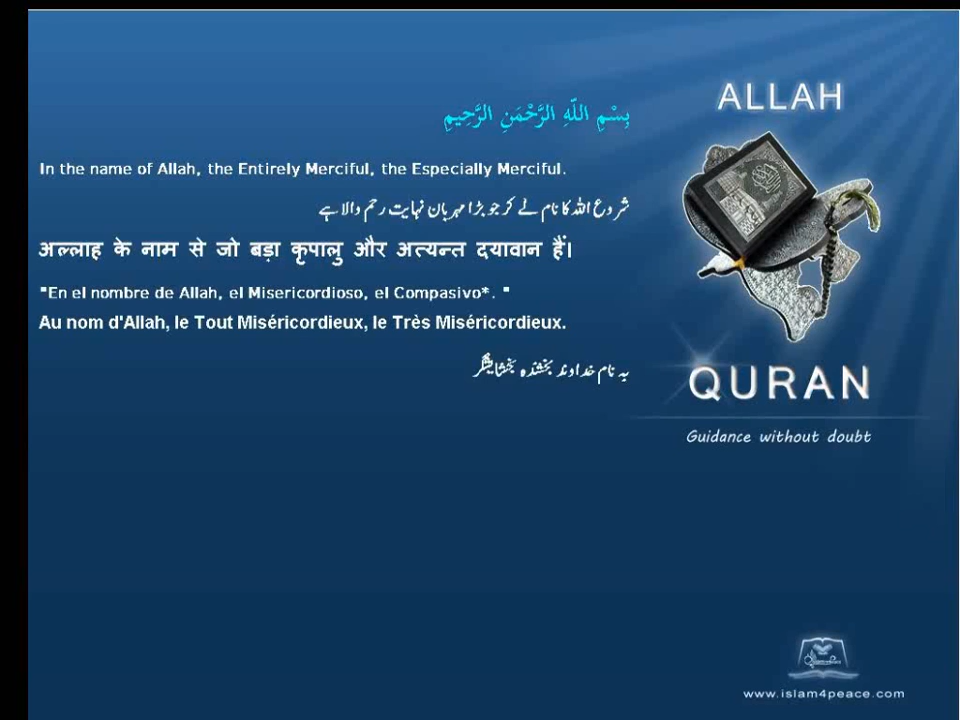 بِسْمِ اللّهِ الرَّحْمَنِ الرَّحِيمِ
In the name of Allah, the Entirely Merciful, the Especially Merciful.
شروع الله کا نام لے کر جو بڑا مہربان نہایت رحم والا ہے
अल्लाह के नाम से जो बड़ा कृपालु और अत्यन्त दयावान हैं।
"En el nombre de Allah, el Misericordioso, el Compasivo*. "
Au nom d'Allah, le Tout Miséricordieux, le Très Miséricordieux.
به نام خداوند بخشنده بخشایشگر
ALLAH
QURAN
Guidance without doubt
www.islam4peace.com